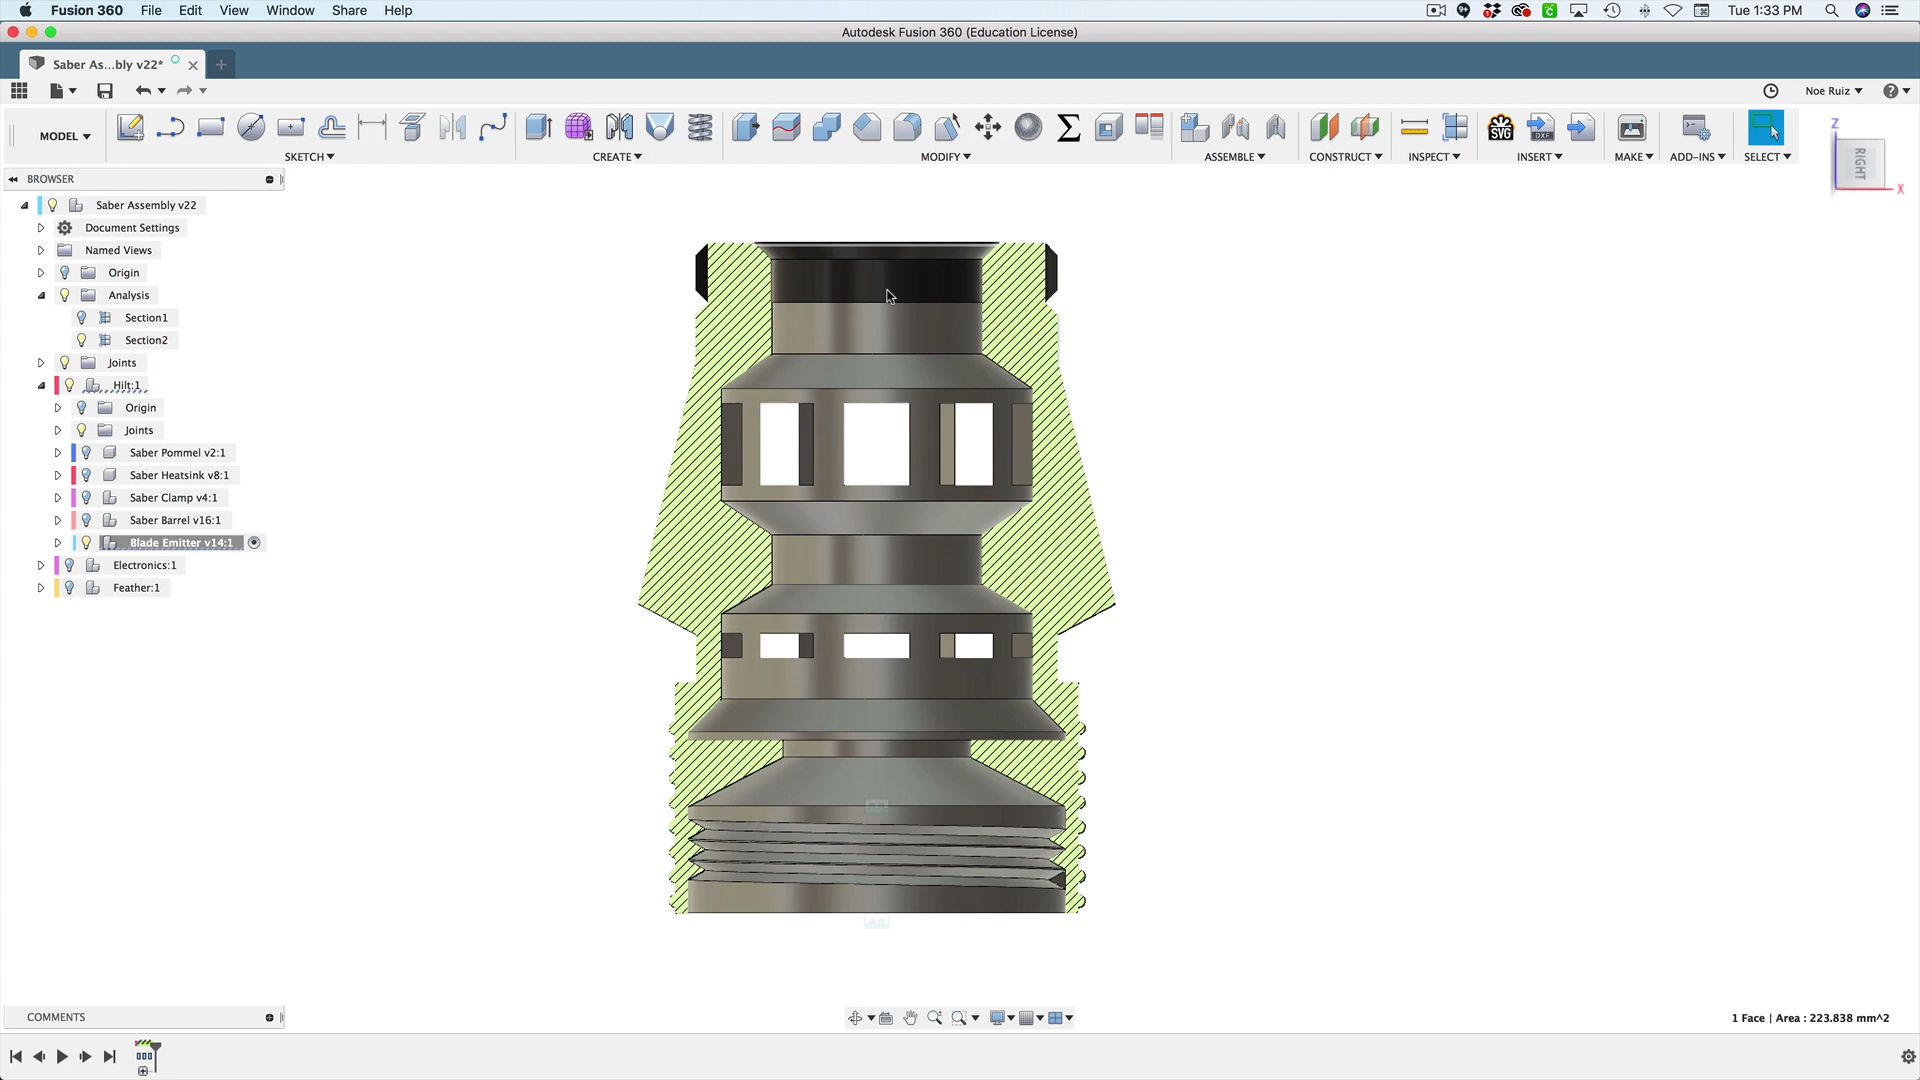 Fusion 360 File Edit View Window Share Help Tue 1:33 PM
Autodesk Fusion 360 (Education License)
Saber As...bly v22*
Noe Ruiz
MODEL
SKETCH CREATE MODIFY ASSEMBLE CONSTRUCT INSPECT INSERT MAKE ADD-INS SELECT
SVG DXF
Z
RIGHT
X
BROWSER
Saber Assembly v22
Document Settings
Named Views
Origin
Analysis
Section1
Section2
Joints
Hilt:1
Origin
Joints
Saber Pommel v2:1
Saber Heatsink v8:1
Saber Clamp v4:1
Saber Barrel v16:1
Blade Emitter v14:1
Electronics:1
Feather:1
COMMENTS
1 Face | Area : 223.838 mm^2